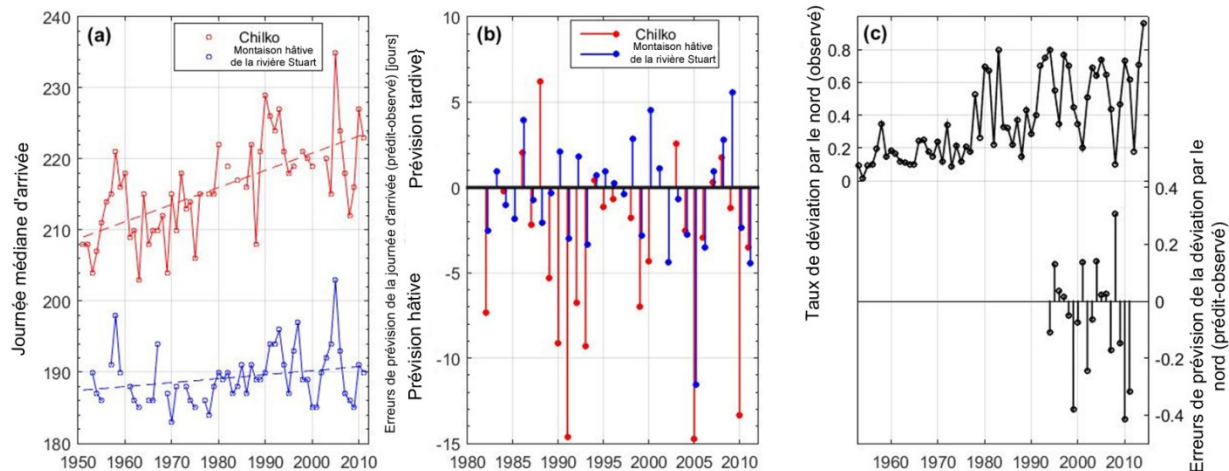 (a)
Chilko
Montaison hâtive
de la rivière Stuart
Journée médiane d'arrivée
240
230
220
210
200
190
180
1950 1960 1970 1980 1990 2000 2010
(b)
Chilko
Montaison hâtive
de la rivière Stuart
Erreurs de prévision de la journée d'arrivée (prédit-observé) [jours]
Prévision tardive}
Prévision hâtive
10
5
0
-5
-10
-15
1980 1985 1990 1995 2000 2005 2010
(c)
Taux de déviation par le nord (observé)
0.8
0.6
0.4
0.2
0
0.4
0.2
0
-0.2
-0.4
Erreurs de prévision de la déviation par le
nord (prédit-observé)
1960 1970 1980 1990 2000 2010